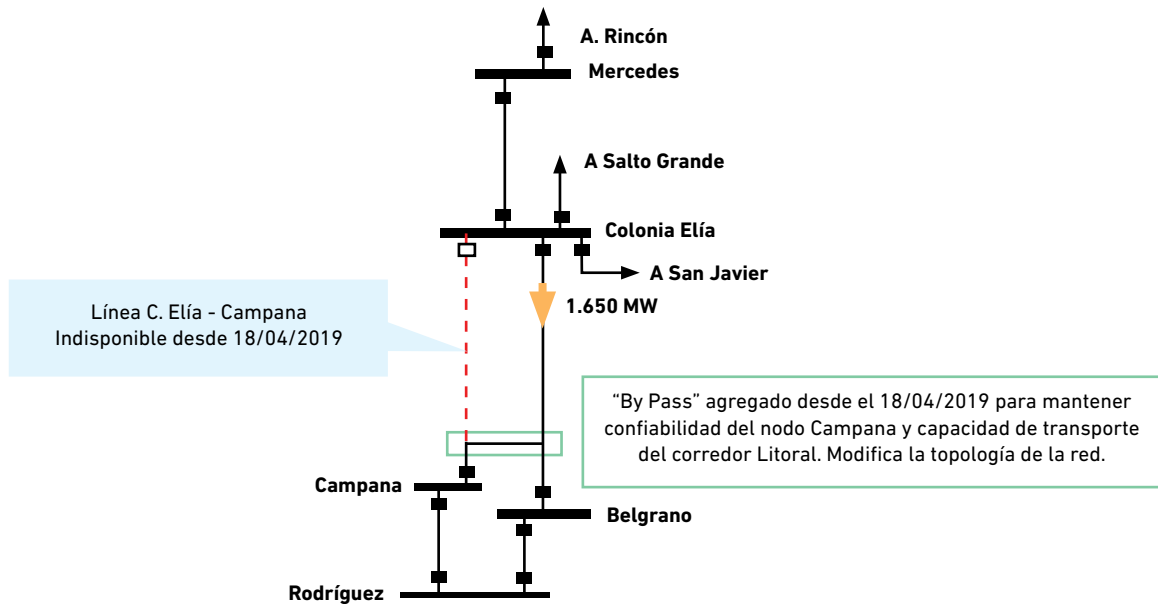 A. Rincón
Mercedes
A Salto Grande
Colonia Elía
A San Javier
1.650 MW
Línea C. Elía - Campana
Indisponible desde 18/04/2019
“By Pass” agregado desde el 18/04/2019 para mantener
confiabilidad del nodo Campana y capacidad de transporte
del corredor Litoral. Modifica la topología de la red.
Campana
Belgrano
Rodríguez